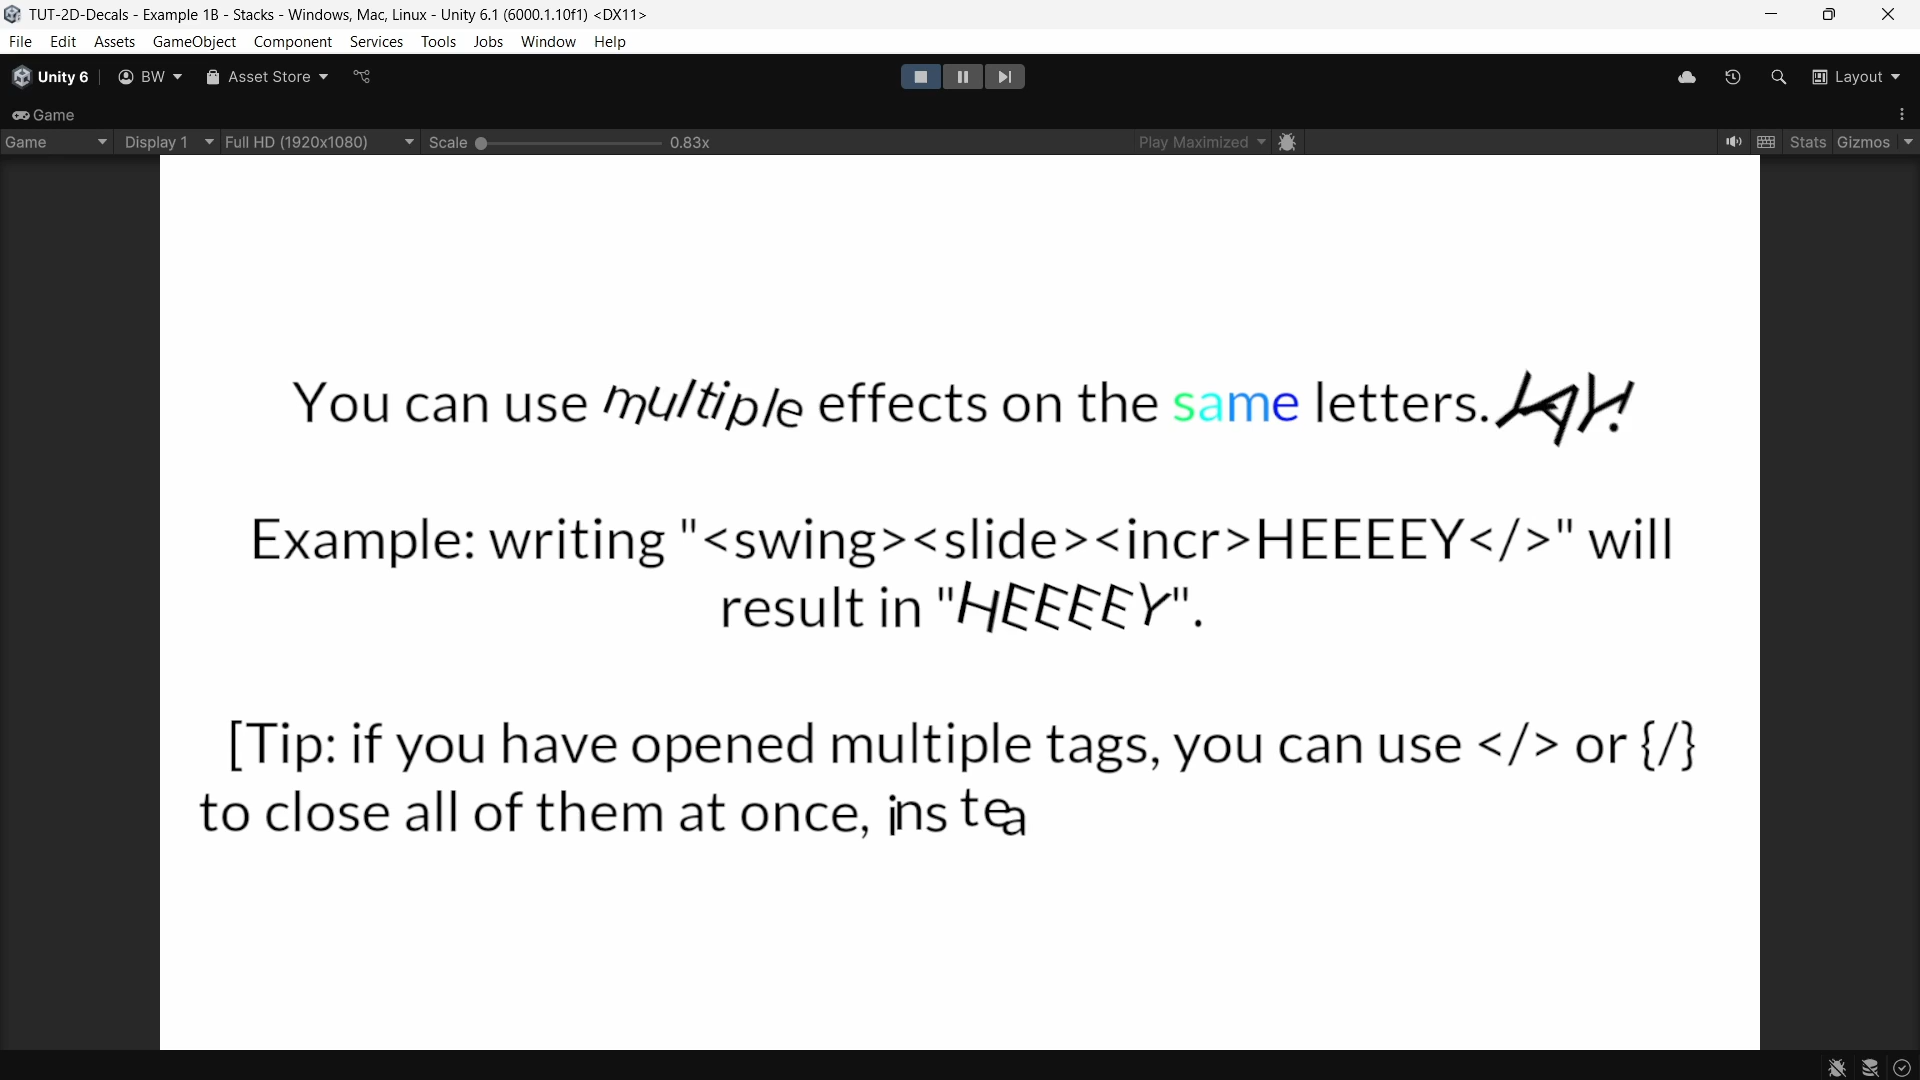 TUT-2D-Decals - Example 1B - Stacks - Windows, Mac, Linux - Unity 6.1 (6000.1.10f1) <DX11>
File Edit Assets GameObject Component Services Tools Jobs Window Help
Unity 6 BW Asset Store Layout
Game
Game Display 1 Full HD (1920x1080) Scale 0.83x Play Maximized Stats Gizmos
You can use multiple effects on the same letters.
Example: writing "<swing><slide><incr>HEEEEY</>" will
result in "HEEEEY".
[Tip: if you have opened multiple tags, you can use </> or {/}
to close all of them at once, instea